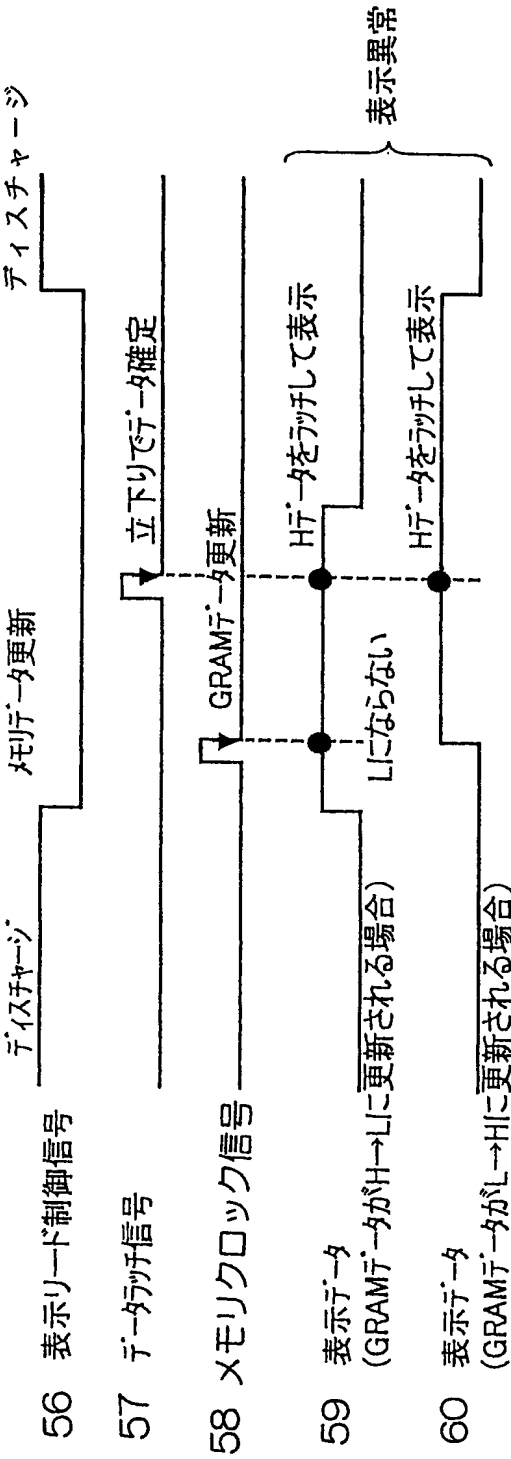 ディスチャージ
メモリデータ更新
ディスチャージ
56 表示リード制御信号
57 データラッチ信号
立下りでデータ確定
58 メモリクロック信号
GRAMデータ更新
59 表示データ
(GRAMデータがH→Lに更新される場合)
Lにならない
Hデータをラッチして表示
60 表示データ
(GRAMデータがL→Hに更新される場合)
Hデータをラッチして表示
表示異常